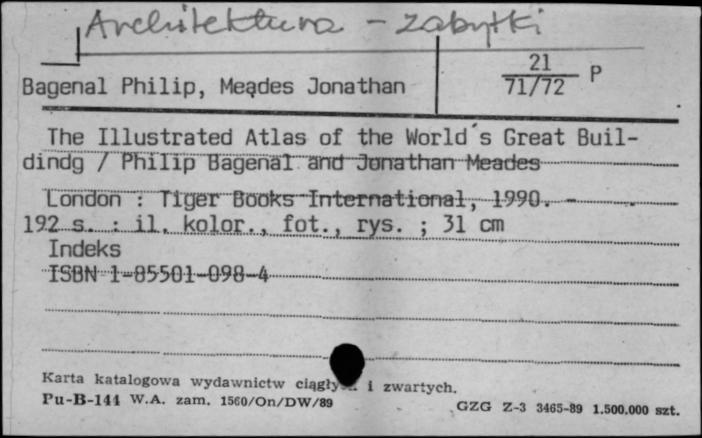 Architektura - zabytki
Bagenal Philip, Meades Jonathan
21
71/72 P
The Illustrated Atlas of the World´s Great Buil-
dindg / Philip Bagenal and Jonathan Meades
London : Tiger Books International, 1990. -
192 s. : il. kolor., fot., rys. ; 31 cm
Indeks
ISBN 1-85501-098-4
Karta katalogowa wydawnictw i zwartych.
Pu-B-144 W.A. zam. 1560/On/DW/89
GZG Z-3 3465-89 1.500.000 szt.